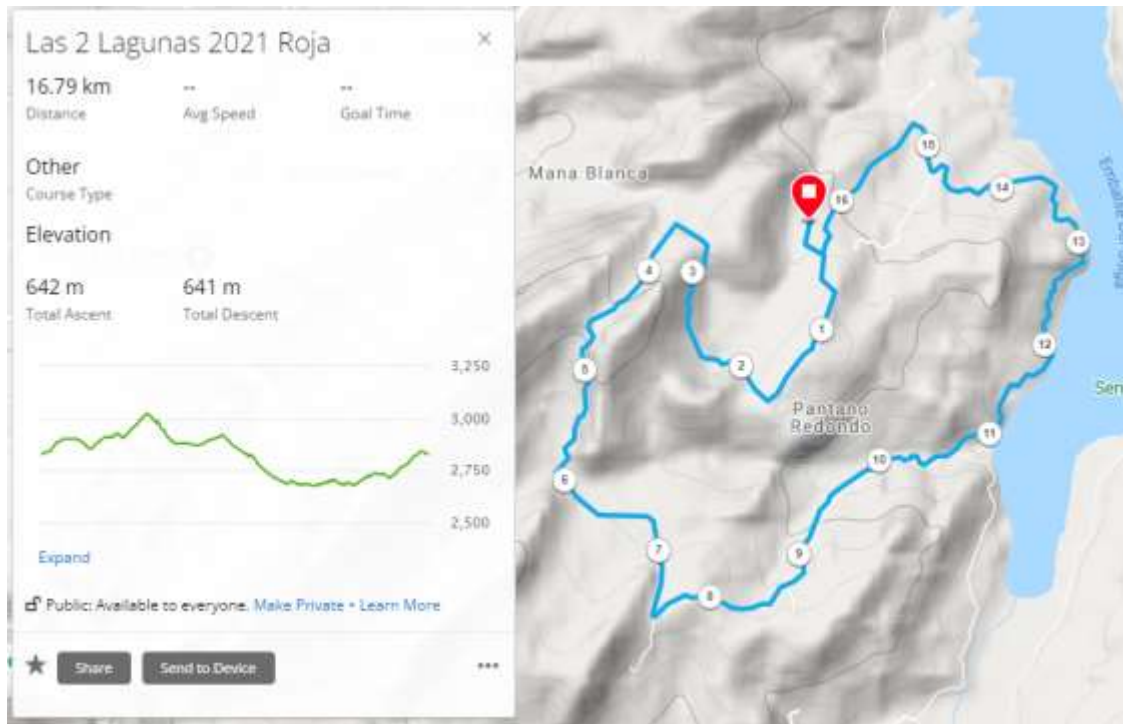 Las 2 Lagunas 2021 Roja
×
16.79 km
--
--
Distance
Avg Speed
Goal Time
Other
Course Type
Elevation
642 m
641 m
Total Ascent
Total Descent
3,250
3,000
2,750
2,500
Expand
Public: Available to everyone. Make Private • Learn More
Share
Send to Device
Mana Blanca
Pantano
Redondo
Sen
1
2
3
4
5
6
7
8
9
10
11
12
13
14
15
16